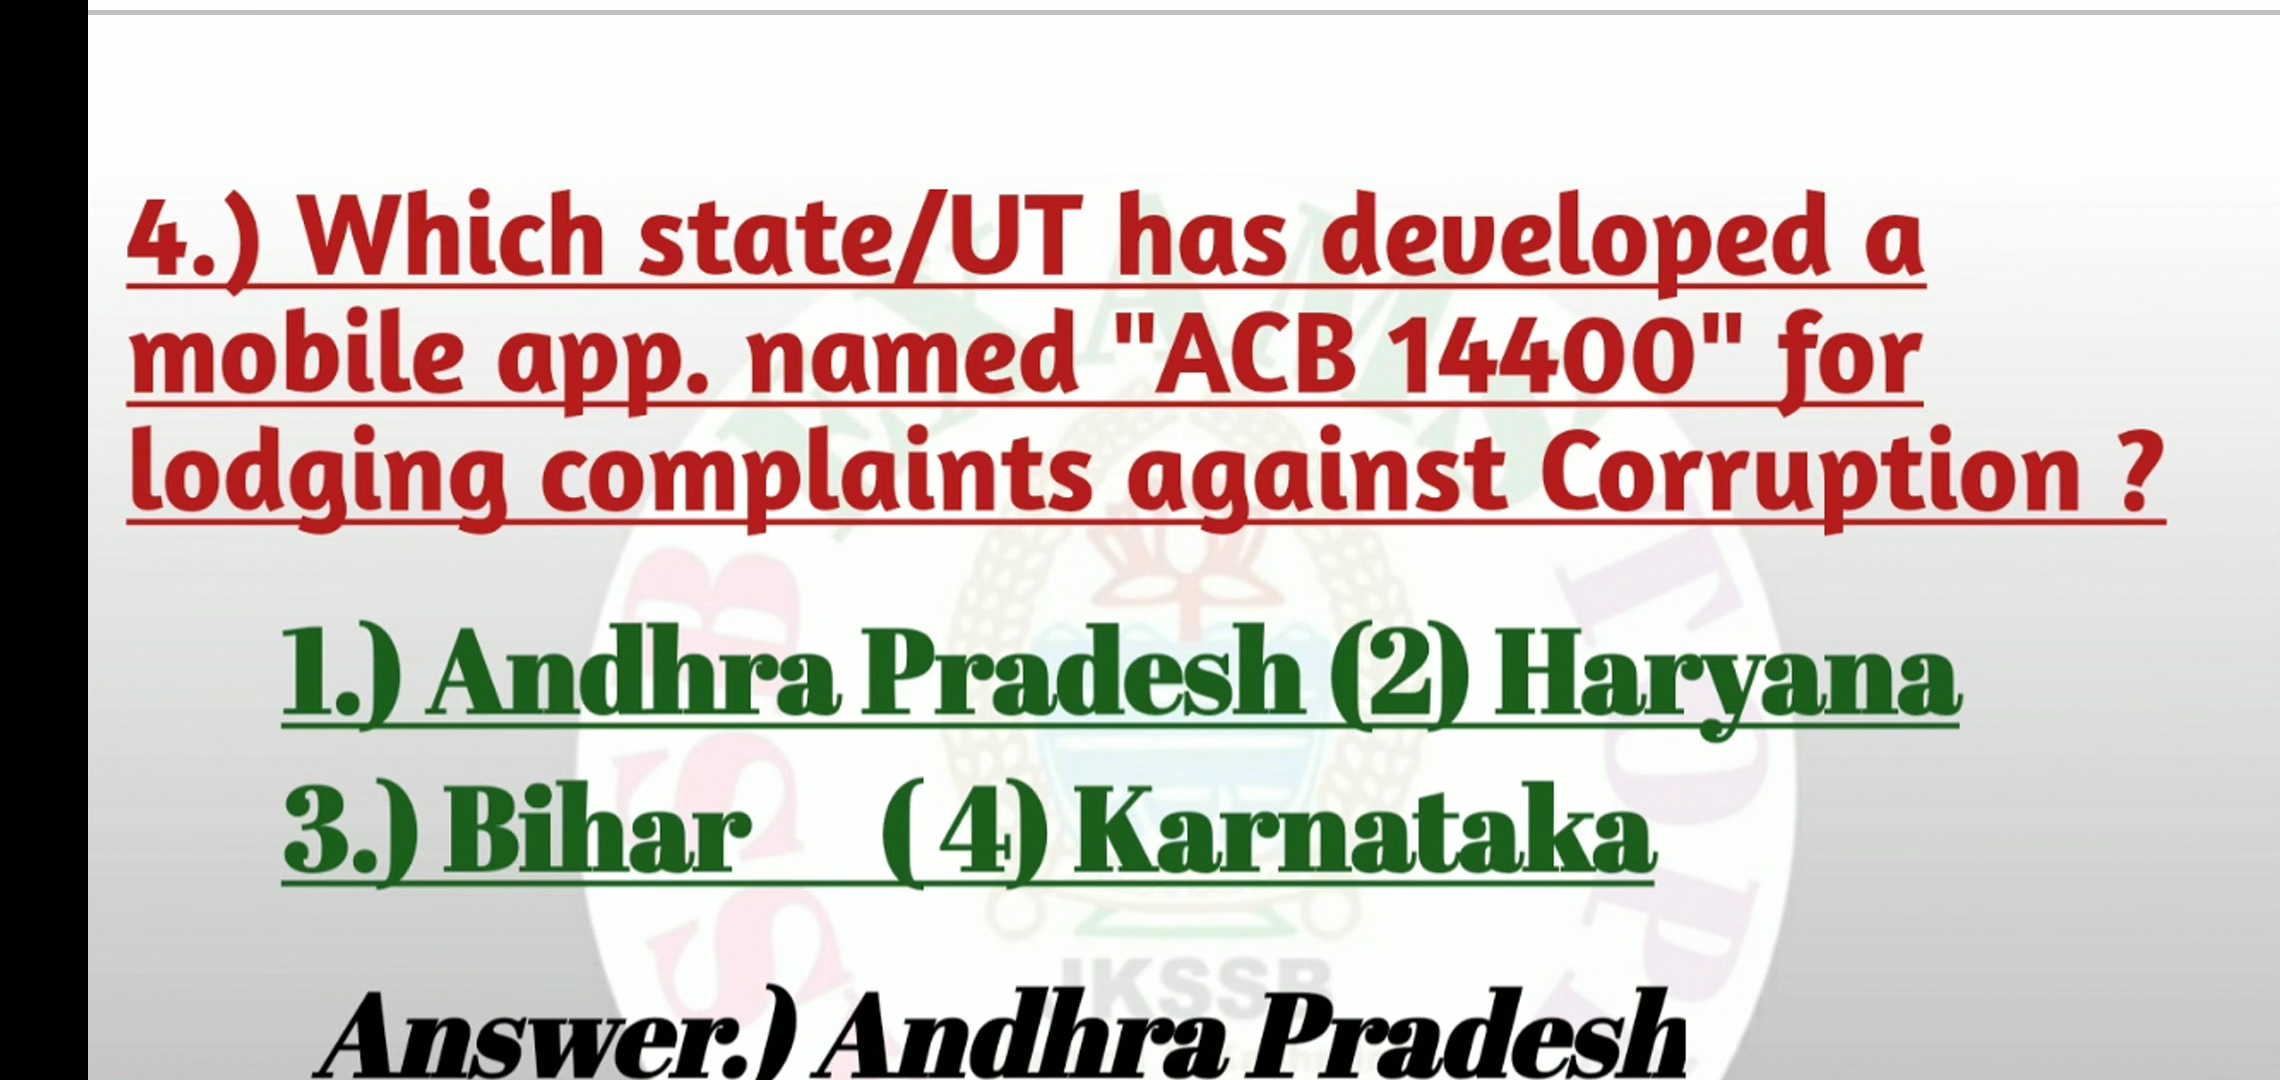 4.) Which state/UT has developed a
mobile app. named "ACB 14400" for
lodging complaints against Corruption ?
1.) Andhra Pradesh (2) Haryana
3.) Bihar ( 4) Karnataka
JKSSB
Answer.) Andhra Pradesh